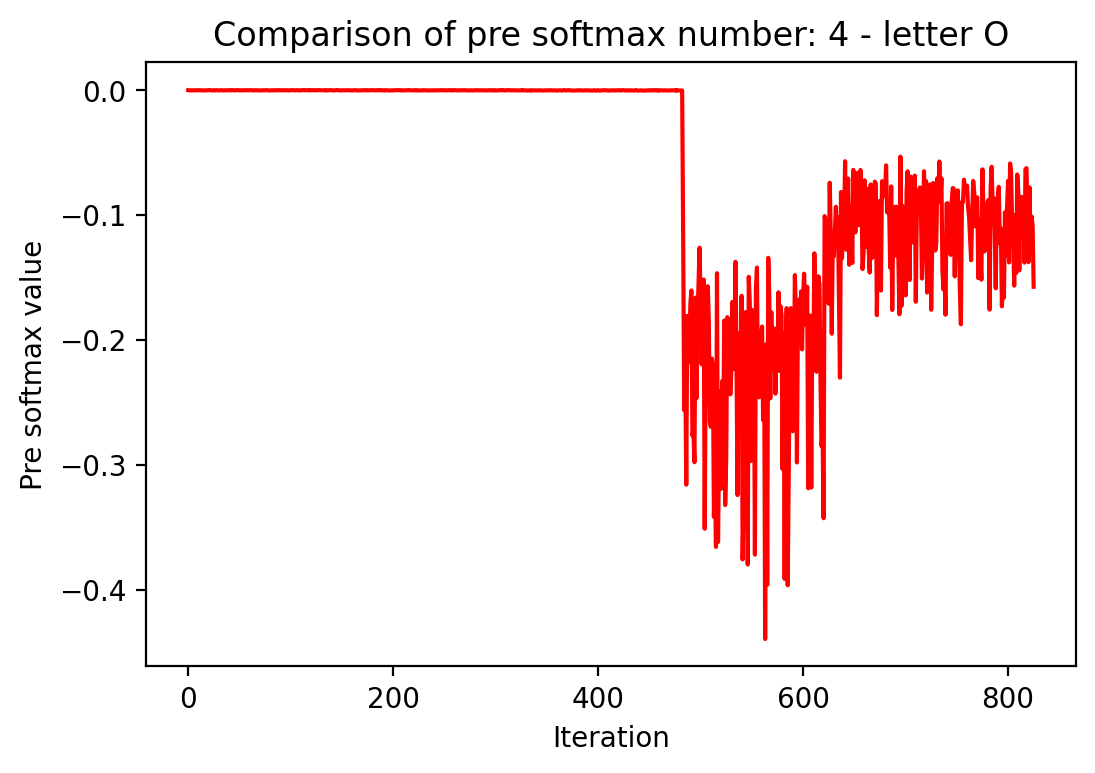 Comparison of pre softmax number: 4 - letter O
0.0
−0.1
−0.2
−0.3
−0.4
Pre softmax value
0 200 400 600 800
Iteration